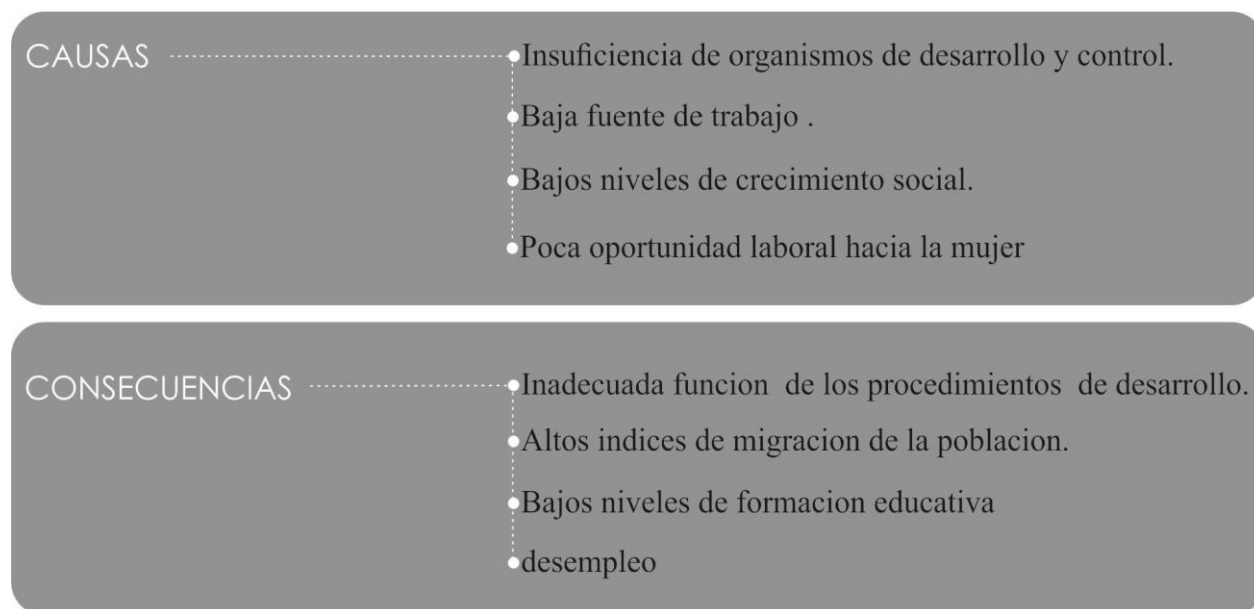 CAUSAS
Insuficiencia de organismos de desarrollo y control.
Baja fuente de trabajo .
Bajos niveles de crecimiento social.
Poca oportunidad laboral hacia la mujer
CONSECUENCIAS
Inadecuada funcion de los procedimientos de desarrollo.
Altos indices de migracion de la poblacion.
Bajos niveles de formacion educativa
desempleo